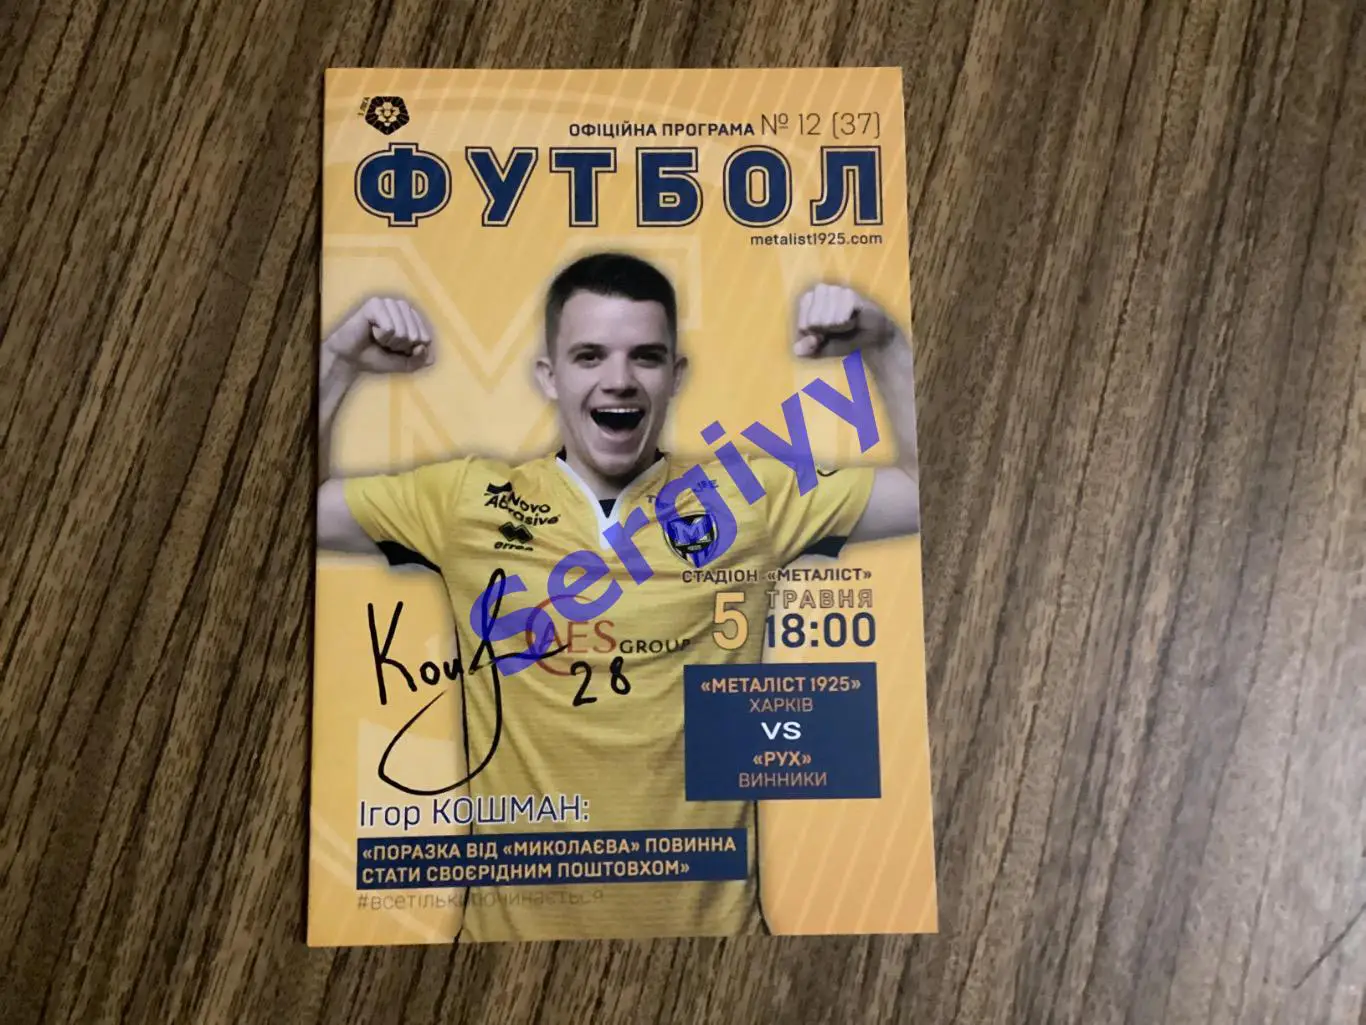 ОФІЦІЙНА ПРОГРАМА № 12 (37)
ФУТБОЛ
metalist1925.com
Novo
Abrasive
errea
М
Sergiyy
СТАДІОН «МЕТАЛІСТ»
5 ТРАВНЯ
18:00
AES GROUP
28
«МЕТАЛІСТ 1925»
ХАРКІВ
VS
«РУХ»
ВИННИКИ
Ігор КОШМАН:
«ПОРАЗКА ВІД «МИКОЛАЄВА» ПОВИННА
СТАТИ СВОЄРІДНИМ ПОШТОВХОМ»
#всетількипочинається